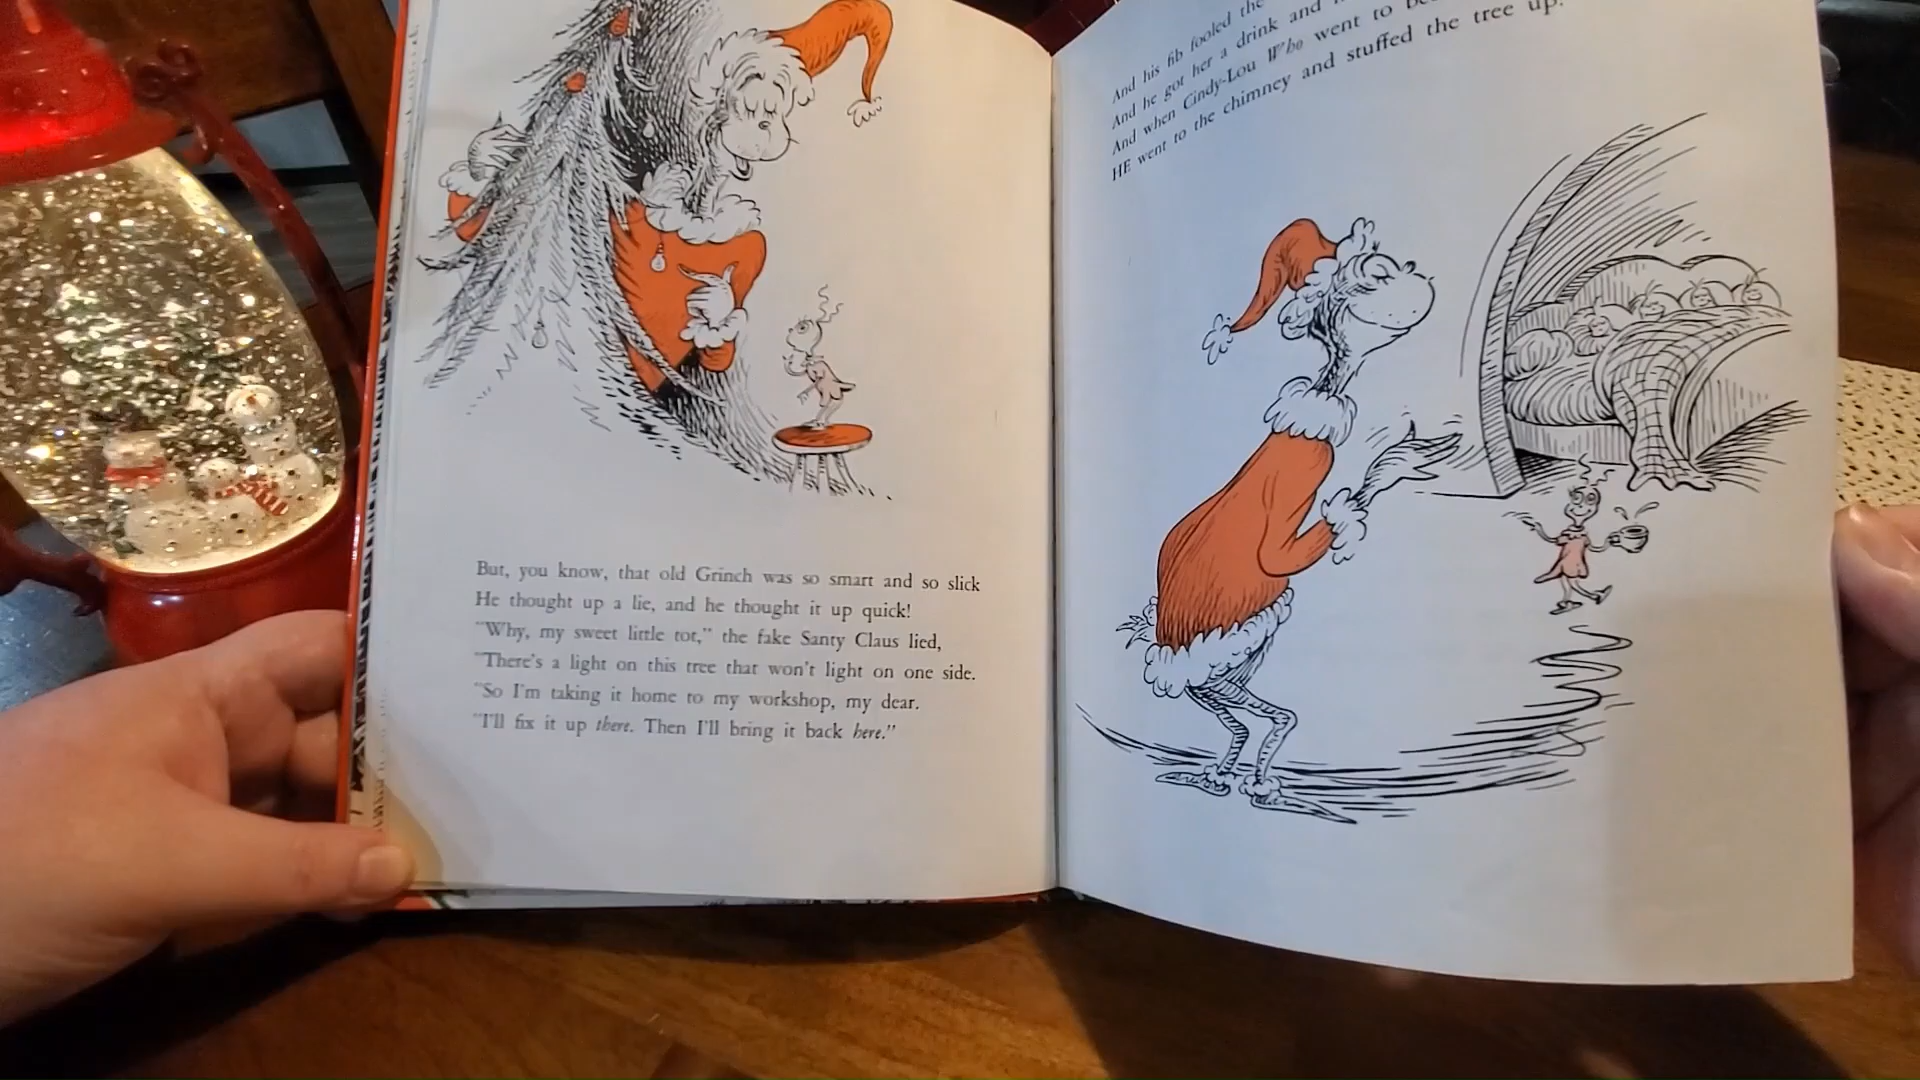 But, you know, that old Grinch was so smart and so slick
He thought up a lie, and he thought it up quick!
"Why, my sweet little tot," the fake Santy Claus lied,
"There's a light on this tree that won't light on one side.
"So I'm taking it home to my workshop, my dear.
"I'll fix it up there. Then I'll bring it back here."
And his fib fooled the
And he got her a drink and
And when Cindy-Lou Who went to
HE went to the chimney and stuffed the tree up!